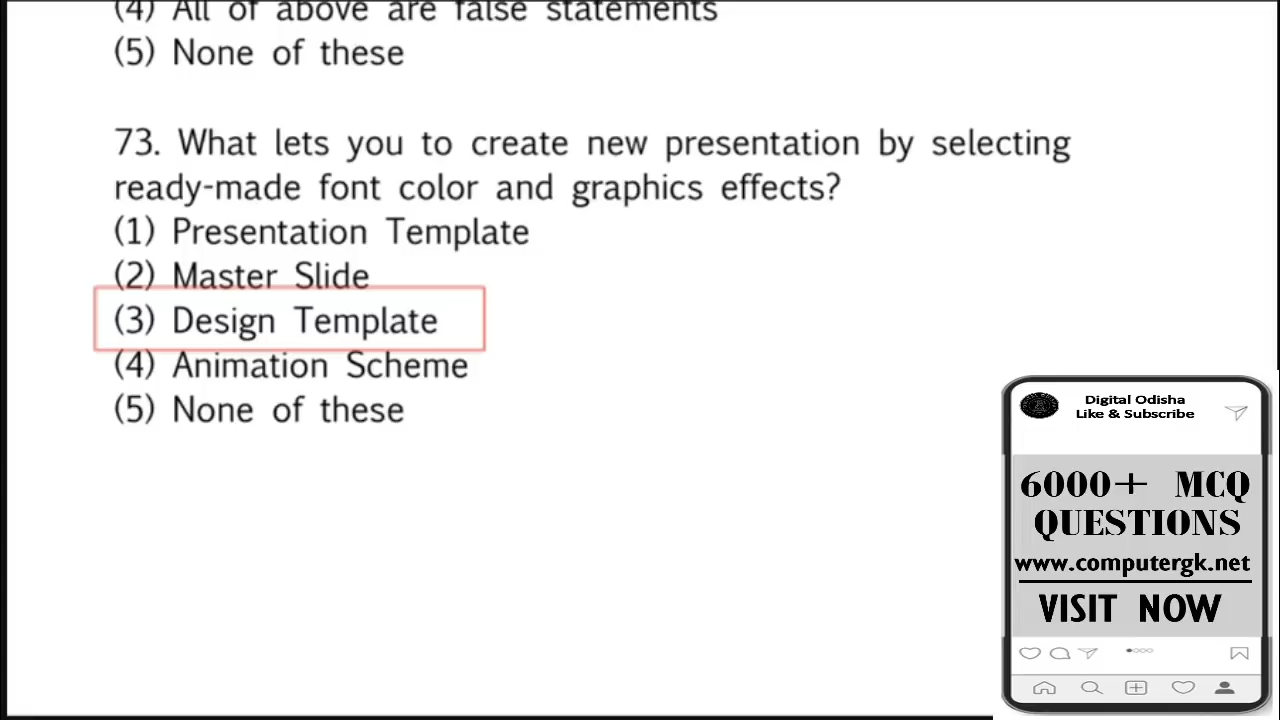 (4) All of above are false statements
(5) None of these
73. What lets you to create new presentation by selecting
ready-made font color and graphics effects?
(1) Presentation Template
(2) Master Slide
(3) Design Template
(4) Animation Scheme
(5) None of these
Digital Odisha
Like & Subscribe
6000+ MCQ
QUESTIONS
www.computergk.net
VISIT NOW